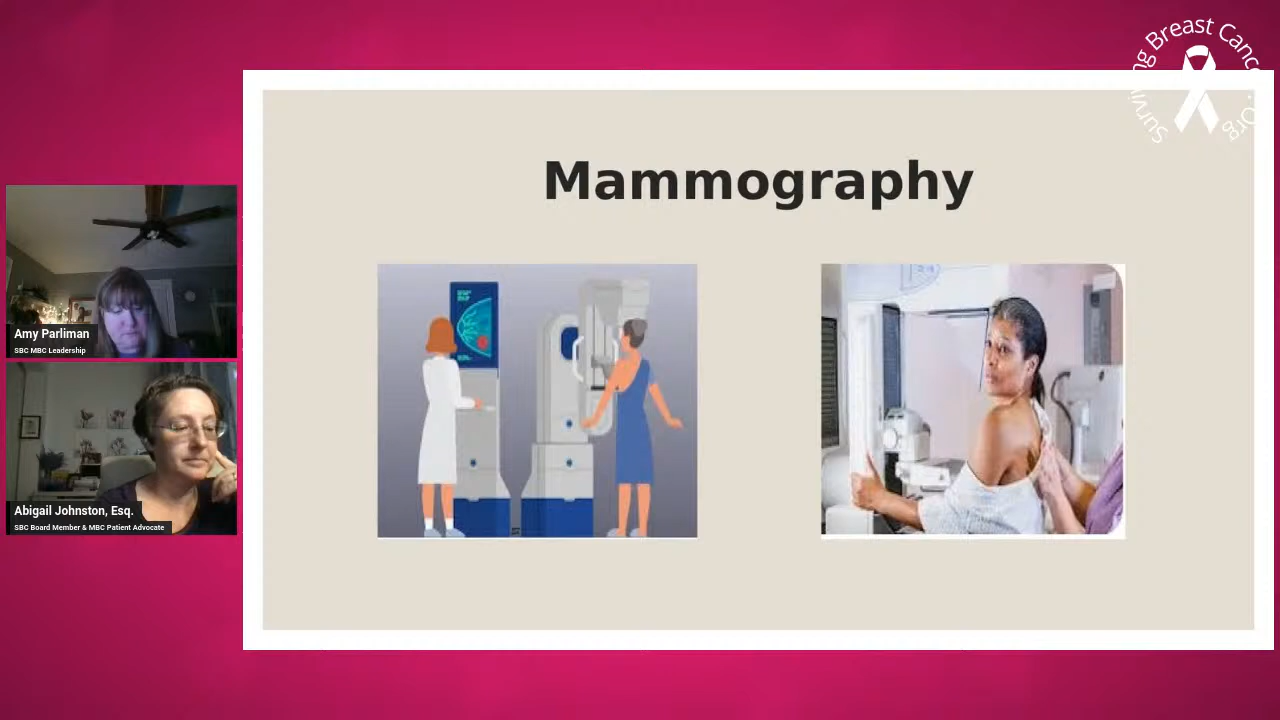 Surviving Breast Cancer.Org
Mammography
Amy Parliman
SBC MBC Leadership
Abigail Johnston, Esq.
SBC Board Member & MBC Patient Advocate